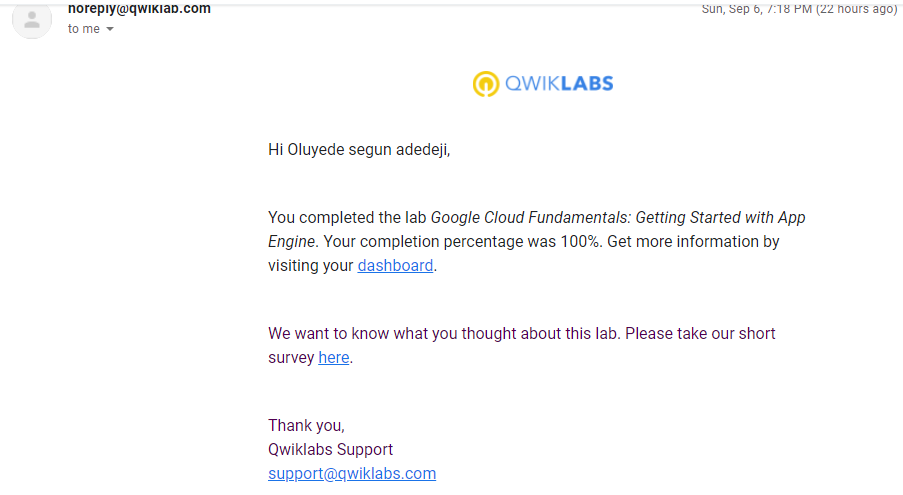 noreply@qwiklab.com
Sun, Sep 6, 7:18 PM (22 hours ago)
to me
QWIKLABS
Hi Oluyede segun adedeji,
You completed the lab Google Cloud Fundamentals: Getting Started with App
Engine. Your completion percentage was 100%. Get more information by
visiting your dashboard.
We want to know what you thought about this lab. Please take our short
survey here.
Thank you,
Qwiklabs Support
support@qwiklabs.com